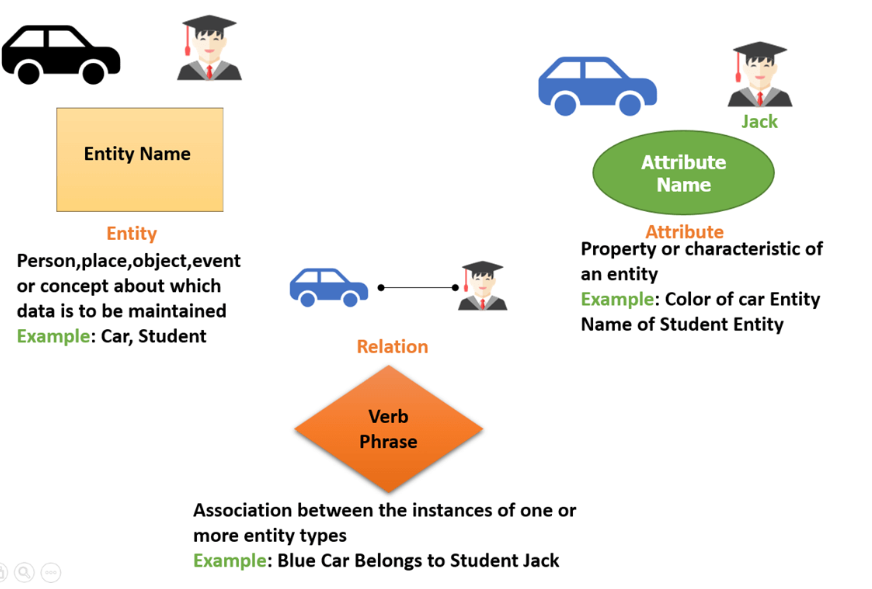 Entity Name
Entity
Person,place,object,event
or concept about which
data is to be maintained
Example: Car, Student
Jack
Attribute
Name
Attribute
Property or characteristic of
an entity
Example: Color of car Entity
Name of Student Entity
Relation
Verb
Phrase
Association between the instances of one or
more entity types
Example: Blue Car Belongs to Student Jack